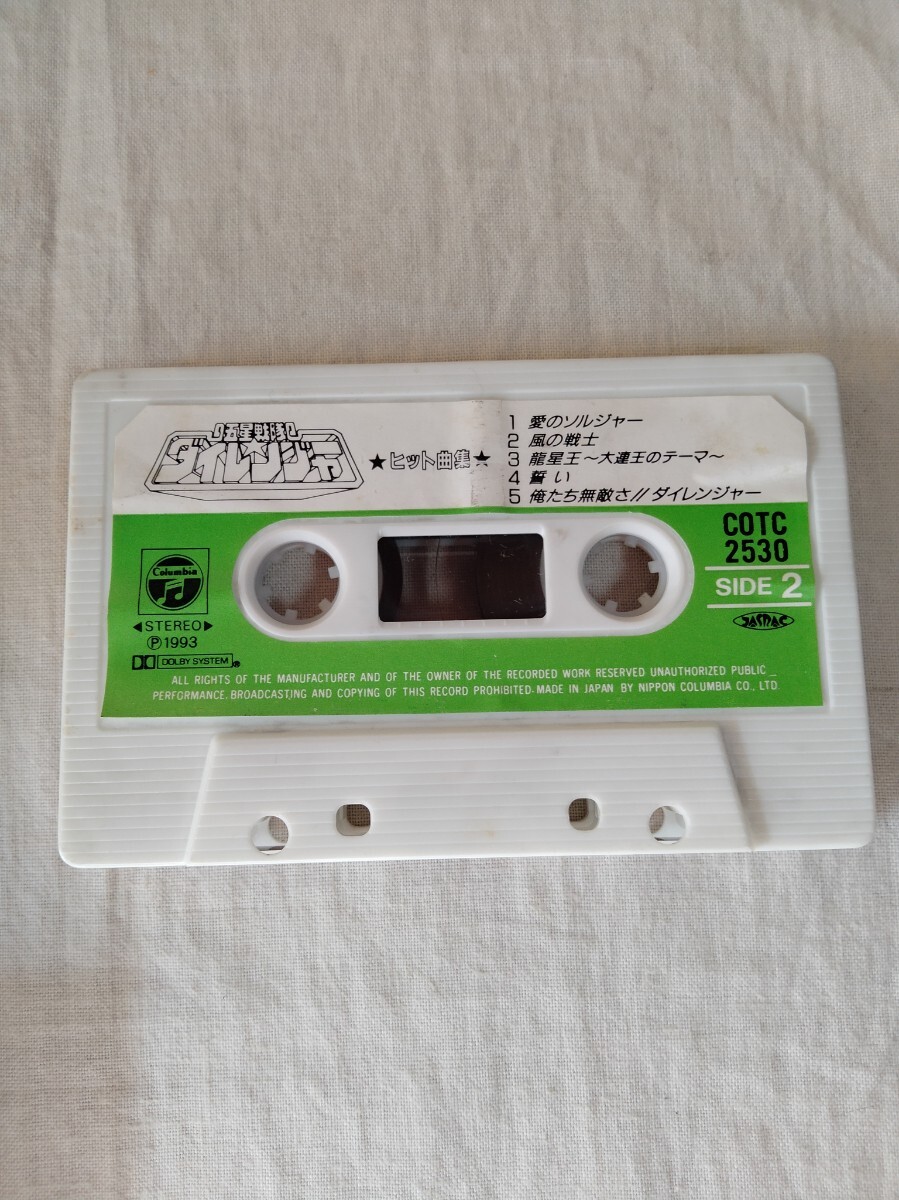 五星戦隊
ダイレンジャー
★ヒット曲集★
1 愛のソルジャー
2 風の戦士
3 龍星王〜大連王のテーマ〜
4 誓い
5 俺たち無敵さ!!ダイレンジャー
COTC
2530
SIDE 2
JASRAC
Columbia
◀STEREO▶
Ⓟ1993
DOLBY SYSTEM®
ALL RIGHTS OF THE MANUFACTURER AND OF THE OWNER OF THE RECORDED WORK RESERVED UNAUTHORIZED PUBLIC_
PERFORMANCE. BROADCASTING AND COPYING OF THIS RECORD PROHIBITED. MADE IN JAPAN BY NIPPON COLUMBIA CO., LTD.